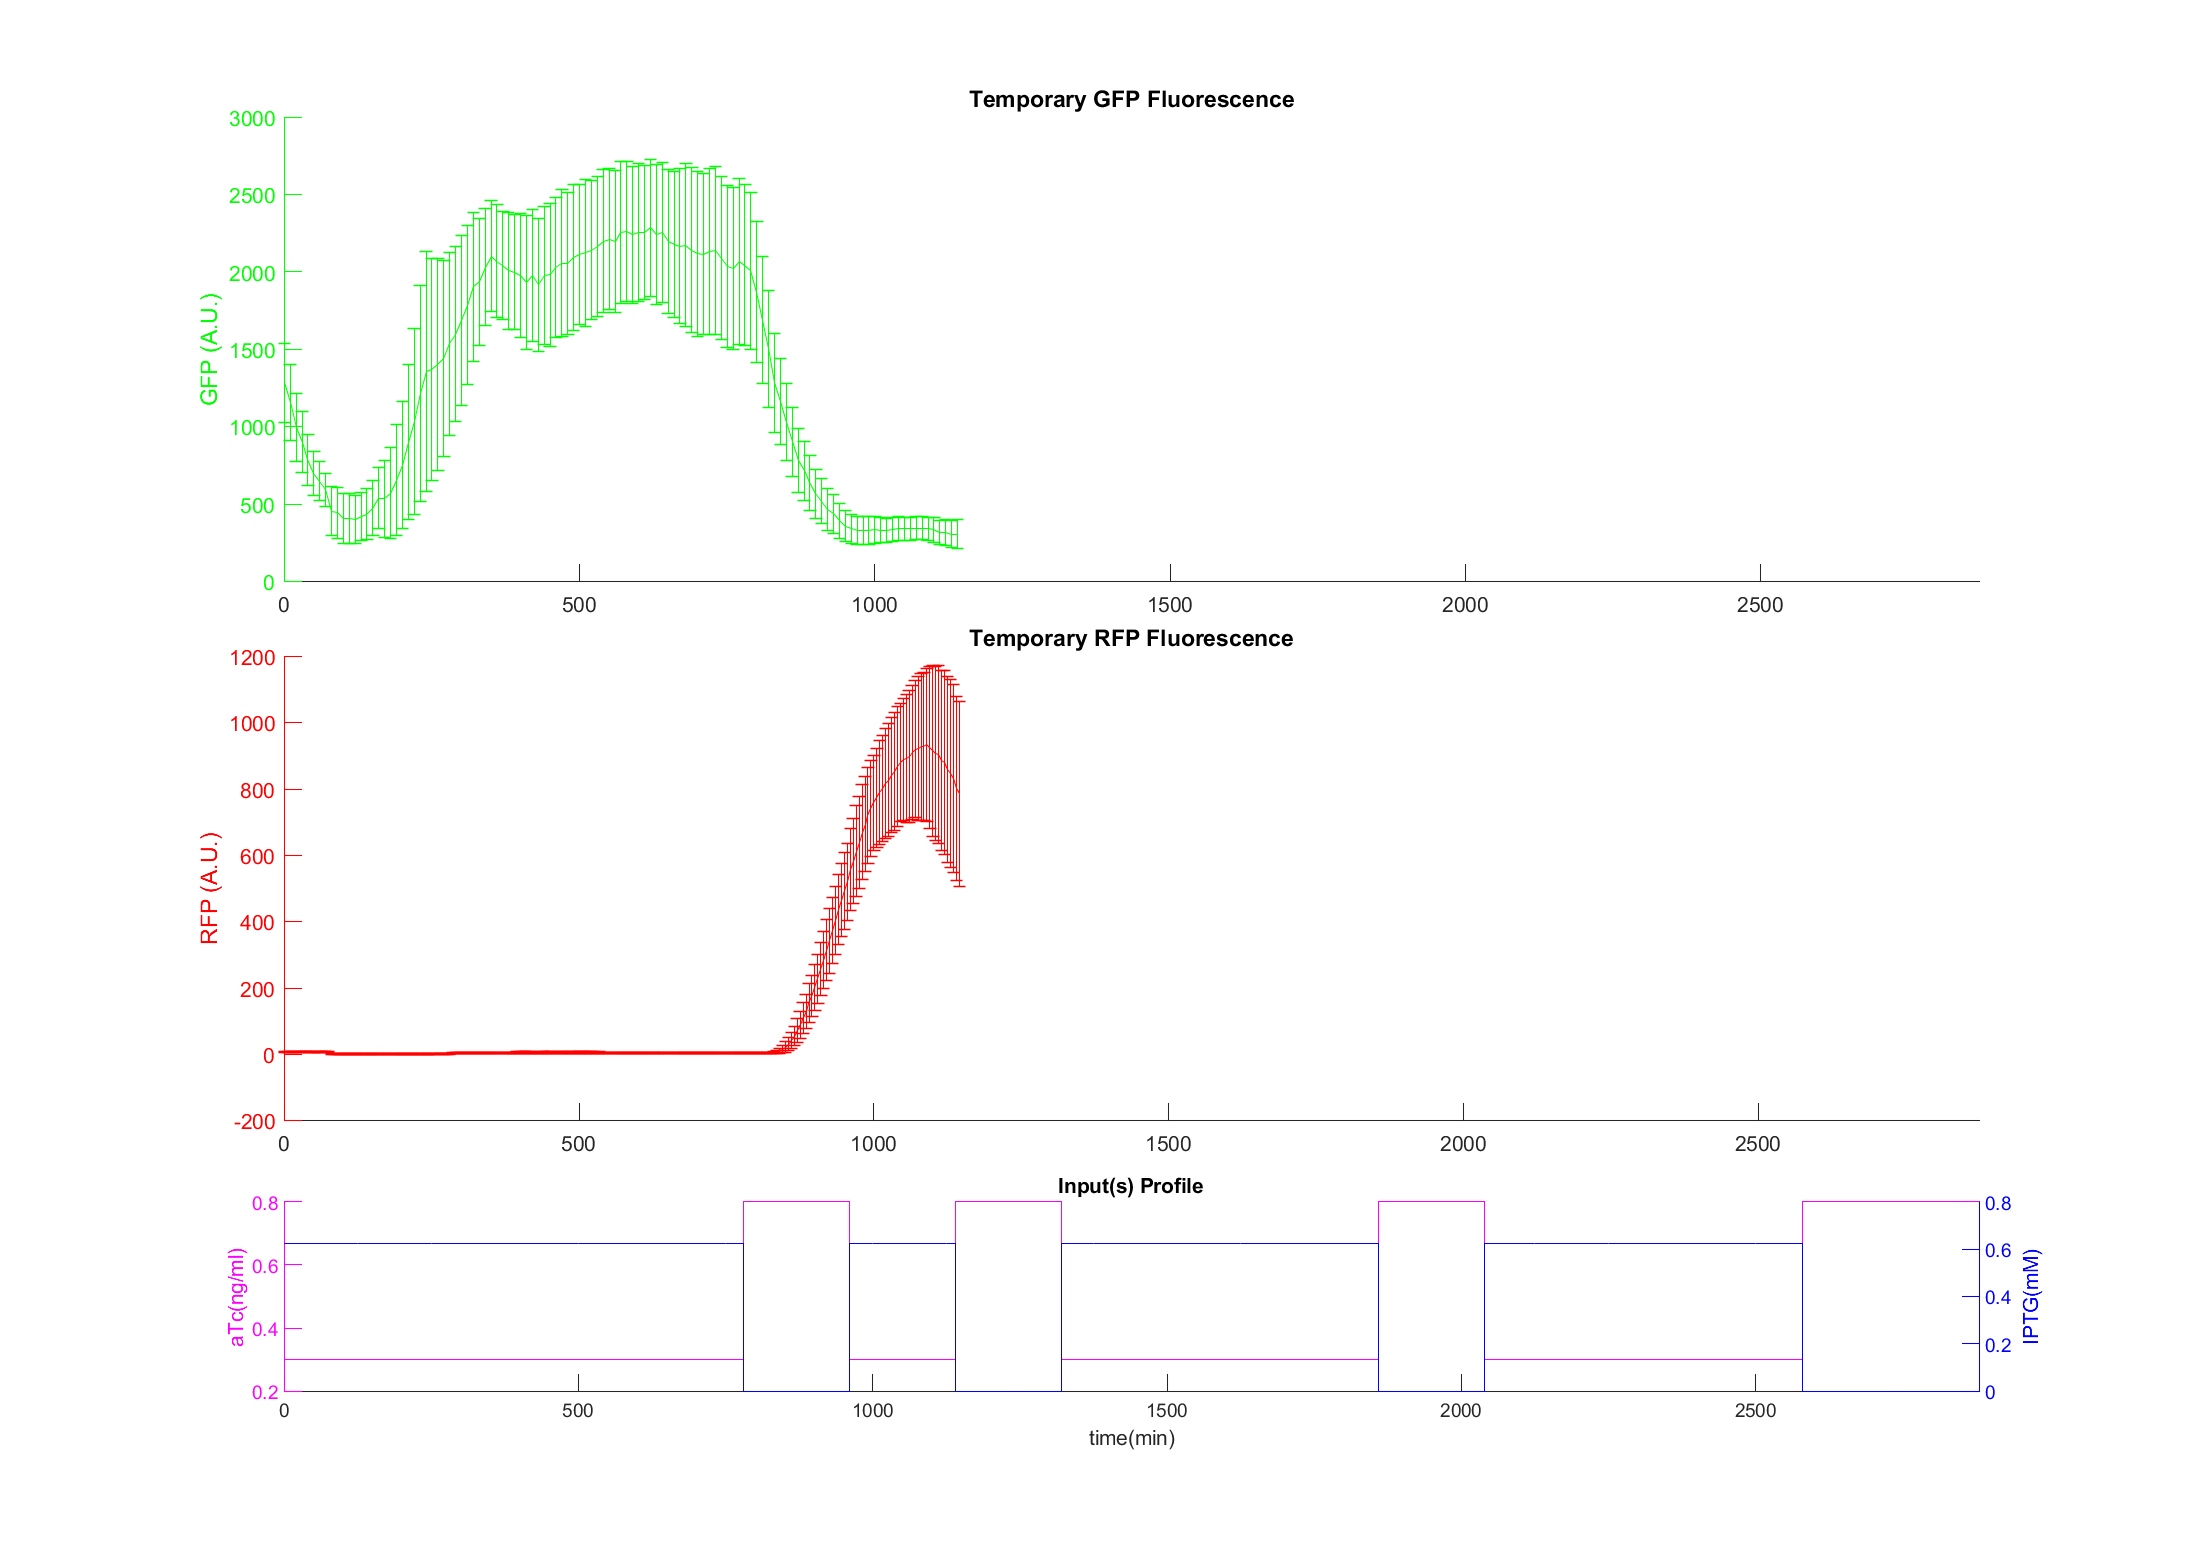 Temporary GFP Fluorescence
3000
2500
2000
1500
1000
500
0
GFP (A.U.)
0 500 1000 1500 2000 2500
Temporary RFP Fluorescence
1200
1000
800
600
400
200
0
-200
RFP (A.U.)
0 500 1000 1500 2000 2500
Input(s) Profile
0.8
0.6
0.4
0.2
aTc(ng/ml)
0.8
0.6
0.4
0.2
0
IPTG(mM)
0 500 1000 1500 2000 2500
time(min)